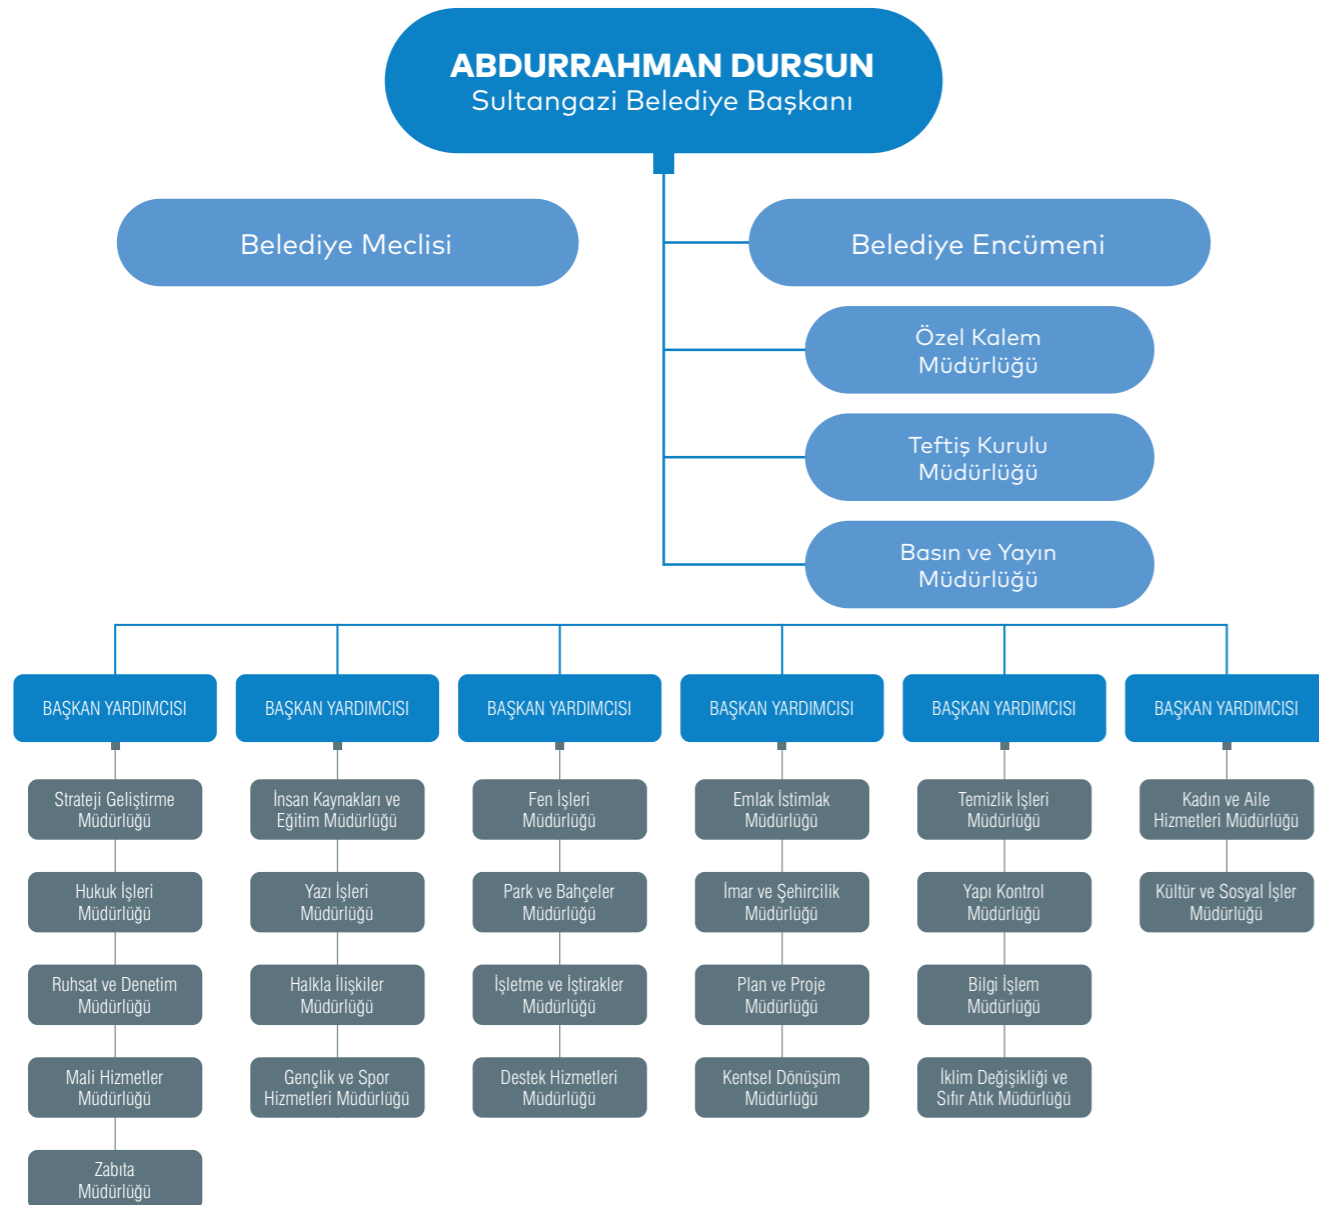 ABDURRAHMAN DURSUN
Sultangazi Belediye Başkanı
Belediye Meclisi
Belediye Encümeni
Özel Kalem
Müdürlüğü
Teftiş Kurulu
Müdürlüğü
Basın ve Yayın
Müdürlüğü
BAŞKAN YARDIMCISI
Strateji Geliştirme
Müdürlüğü
Hukuk İşleri
Müdürlüğü
Ruhsat ve Denetim
Müdürlüğü
Mali Hizmetler
Müdürlüğü
Zabıta
Müdürlüğü
BAŞKAN YARDIMCISI
İnsan Kaynakları ve
Eğitim Müdürlüğü
Yazı İşleri
Müdürlüğü
Halkla İlişkiler
Müdürlüğü
Gençlik ve Spor
Hizmetleri Müdürlüğü
BAŞKAN YARDIMCISI
Fen İşleri
Müdürlüğü
Park ve Bahçeler
Müdürlüğü
İşletme ve İştirakler
Müdürlüğü
Destek Hizmetleri
Müdürlüğü
BAŞKAN YARDIMCISI
Emlak İstimlak
Müdürlüğü
İmar ve Şehircilik
Müdürlüğü
Plan ve Proje
Müdürlüğü
Kentsel Dönüşüm
Müdürlüğü
BAŞKAN YARDIMCISI
Temizlik İşleri
Müdürlüğü
Yapı Kontrol
Müdürlüğü
Bilgi İşlem
Müdürlüğü
İklim Değişikliği ve
Sıfır Atık Müdürlüğü
BAŞKAN YARDIMCISI
Kadın ve Aile
Hizmetleri Müdürlüğü
Kültür ve Sosyal İşler
Müdürlüğü